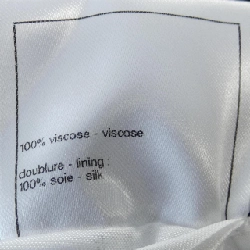 100% viscose - viscose
doublure - lining :
100% soie - silk